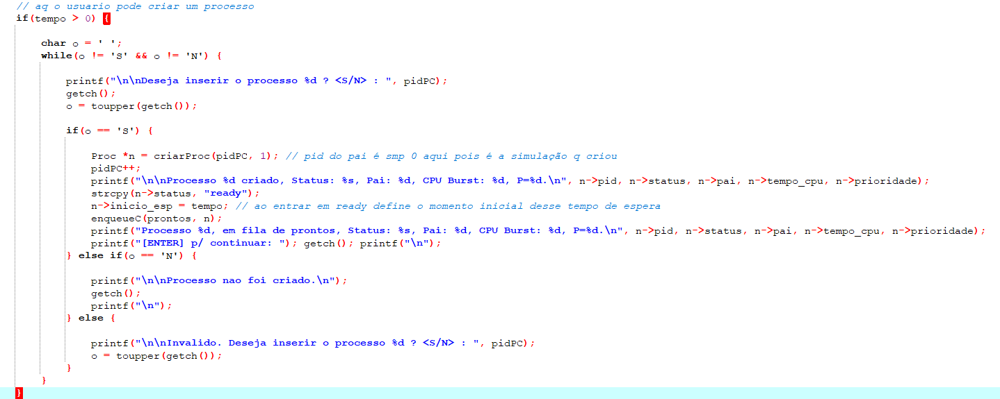 // aq o usuario pode criar um processo
if(tempo > 0) {
char o = ' ';
while(o != 'S' && o != 'N') {
printf("\n\nDeseja inserir o processo %d ? <S/N> : ", pidPC);
getch();
o = toupper(getch());
if(o == 'S') {
Proc *n = criarProc(pidPC, 1); // pid do pai é smp 0 aqui pois é a simulação q criou
pidPC++;
printf("\n\nProcesso %d criado, Status: %s, Pai: %d, CPU Burst: %d, P=%d.\n", n->pid, n->status, n->pai, n->tempo_cpu, n->prioridade);
strcpy(n->status, "ready");
n->inicio_esp = tempo; // ao entrar em ready define o momento inicial desse tempo de espera
enqueueC(prontos, n);
printf("Processo %d, em fila de prontos, Status: %s, Pai: %d, CPU Burst: %d, P=%d.\n", n->pid, n->status, n->pai, n->tempo_cpu, n->prioridade);
printf("[ENTER] p/ continuar: "); getch(); printf("\n");
} else if(o == 'N') {
printf("\n\nProcesso nao foi criado.\n");
getch();
printf("\n");
} else {
printf("\n\nInvalido. Deseja inserir o processo %d ? <S/N> : ", pidPC);
o = toupper(getch());
}
}
}